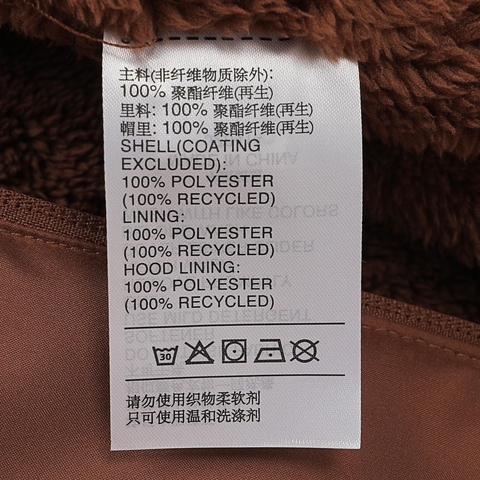 主料(非纤维物质除外):
100% 聚酯纤维(再生)
里料: 100% 聚酯纤维(再生)
帽里: 100% 聚酯纤维(再生)
SHELL(COATING
EXCLUDED):
100% POLYESTER
(100% RECYCLED)
LINING:
100% POLYESTER
(100% RECYCLED)
HOOD LINING:
100% POLYESTER
(100% RECYCLED)
30
请勿使用织物柔软剂
只可使用温和洗涤剂